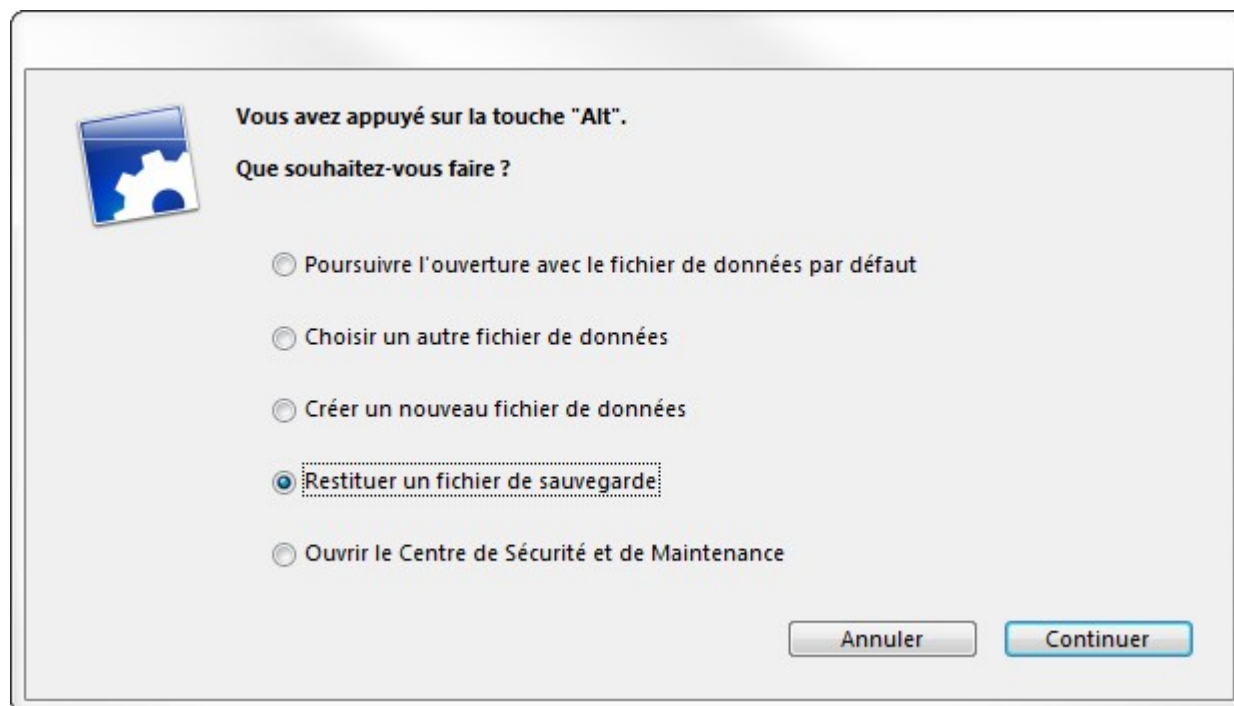 Vous avez appuyé sur la touche "Alt".
Que souhaitez-vous faire ?
Poursuivre l'ouverture avec le fichier de données par défaut
Choisir un autre fichier de données
Créer un nouveau fichier de données
Restituer un fichier de sauvegarde
Ouvrir le Centre de Sécurité et de Maintenance
Annuler
Continuer